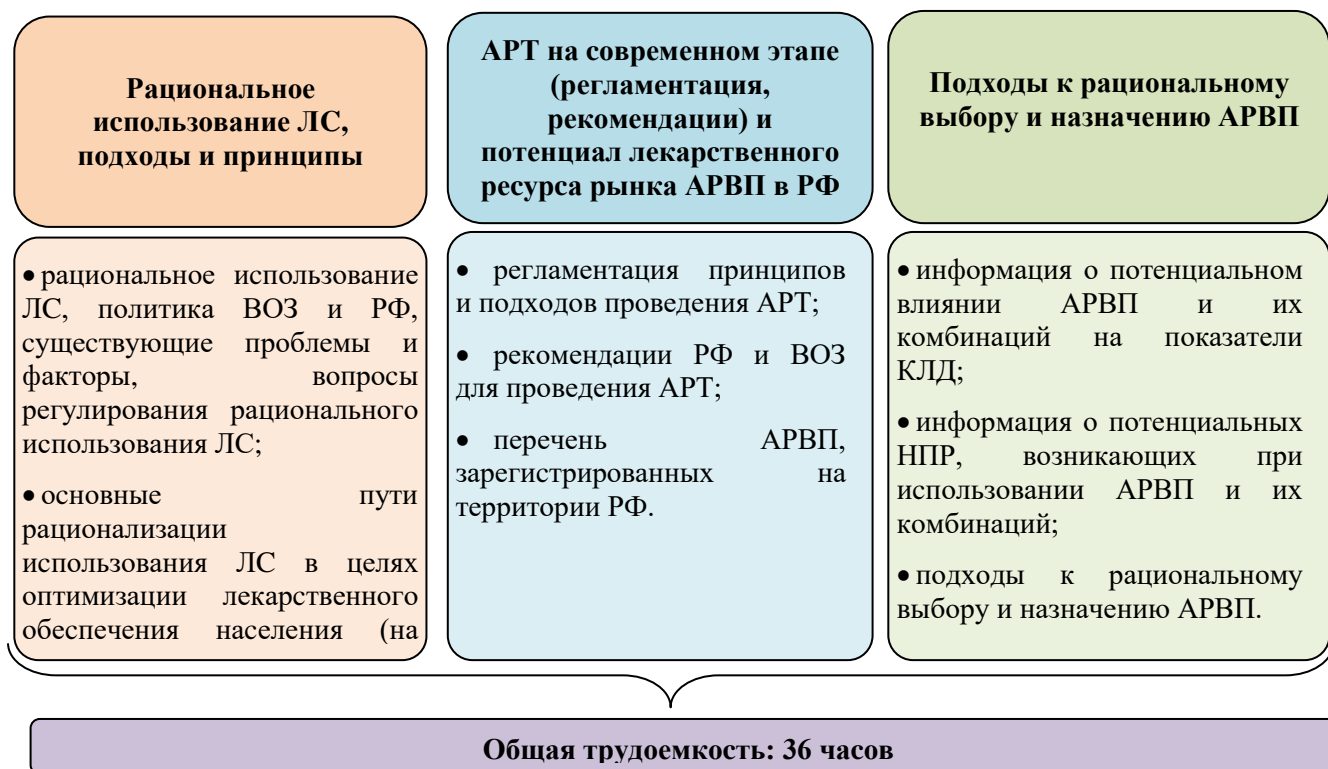 Рациональное
использование ЛС,
подходы и принципы
• рациональное использование
ЛС, политика ВОЗ и РФ,
существующие проблемы и
факторы, вопросы
регулирования рационального
использования ЛС;
• основные пути
рационализации
использования ЛС в целях
оптимизации лекарственного
обеспечения населения (на
АРТ на современном этапе
(регламентация,
рекомендации) и
потенциал лекарственного
ресурса рынка АРВП в РФ
• регламентация принципов
и подходов проведения АРТ;
• рекомендации РФ и ВОЗ
для проведения АРТ;
• перечень АРВП,
зарегистрированных на
территории РФ.
Подходы к рациональному
выбору и назначению АРВП
• информация о потенциальном
влиянии АРВП и их
комбинаций на показатели
КЛД;
• информация о потенциальных
НПР, возникающих при
использовании АРВП и их
комбинаций;
• подходы к рациональному
выбору и назначению АРВП.
Общая трудоемкость: 36 часов